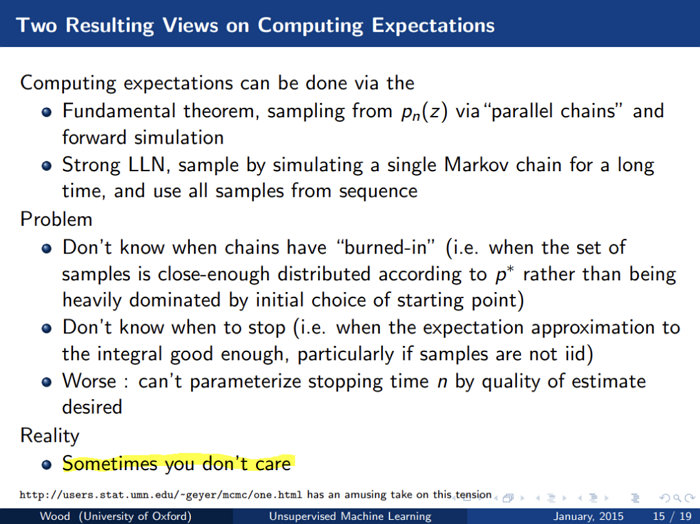 Two Resulting Views on Computing Expectations
Computing expectations can be done via the
Fundamental theorem, sampling from pₙ(z) via “parallel chains” and
forward simulation
Strong LLN, sample by simulating a single Markov chain for a long
time, and use all samples from sequence
Problem
Don't know when chains have “burned-in” (i.e. when the set of
samples is close-enough distributed according to p* rather than being
heavily dominated by initial choice of starting point)
Don't know when to stop (i.e. when the expectation approximation to
the integral good enough, particularly if samples are not iid)
Worse : can't parameterize stopping time n by quality of estimate
desired
Reality
Sometimes you don't care
http://users.stat.umn.edu/~geyer/mcmc/one.html has an amusing take on this tension
Wood (University of Oxford) Unsupervised Machine Learning January, 2015 15 / 19